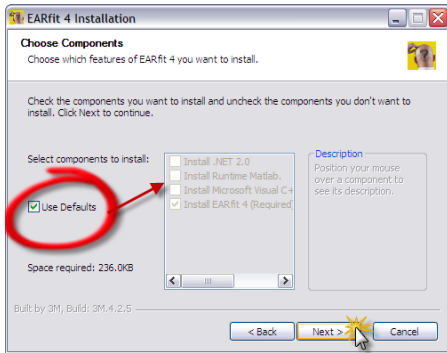 EARfit 4 Installation
Choose Components
Choose which features of EARfit 4 you want to install.
Check the components you want to install and uncheck the components you don't want to
install. Click Next to continue.
Select components to install:
Install .NET 2.0
Install Runtime Matlab.
Install Microsoft Visual C+
Install EARfit 4 (Required
Description
Position your mouse
over a component to
see its description.
Use Defaults
Space required: 236.0KB
Built by 3M, Build: 3M.4.2.5
< Back
Next >
Cancel